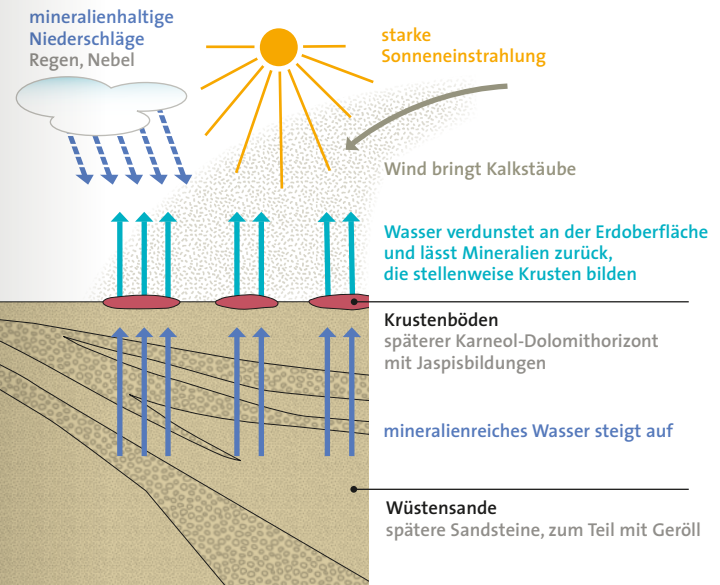 mineralienhaltige
Niederschläge
Regen, Nebel
starke
Sonneneinstrahlung
Wind bringt Kalkstäube
Wasser verdunstet an der Erdoberfläche
und lässt Mineralien zurück,
die stellenweise Krusten bilden
Krustenböden
späterer Karneol-Dolomithorizont
mit Jaspisbildungen
mineralienreiches Wasser steigt auf
Wüstensande
spätere Sandsteine, zum Teil mit Geröll